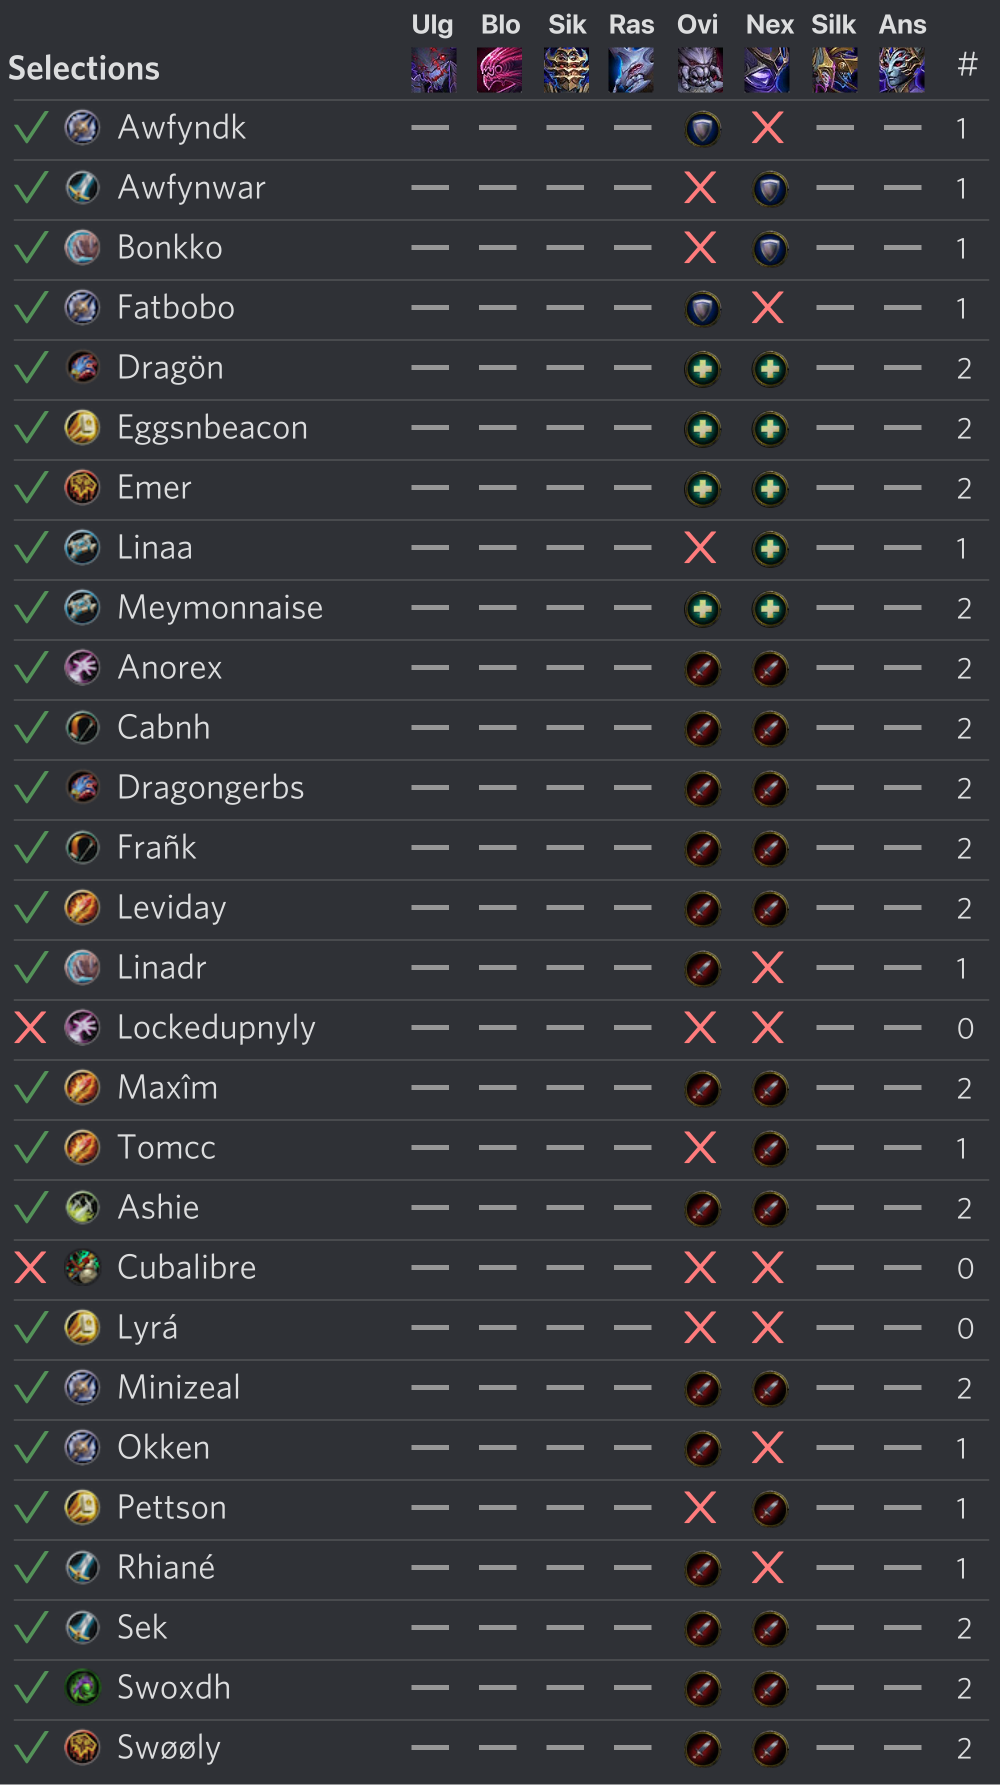 Ulg Blo Sik Ras Ovi Nex Silk Ans
Selections #
Awfyndk 1
Awfynwar 1
Bonkko 1
Fatbobo 1
Dragön 2
Eggsnbeacon 2
Emer 2
Linaa 1
Meymonnaise 2
Anorex 2
Cabnh 2
Dragongerbs 2
Frañk 2
Leviday 2
Linadr 1
Lockedupnyly 0
Maxîm 2
Tomcc 1
Ashie 2
Cubalibre 0
Lyrá 0
Minizeal 2
Okken 1
Pettson 1
Rhiané 1
Sek 2
Swoxdh 2
Swøøly 2